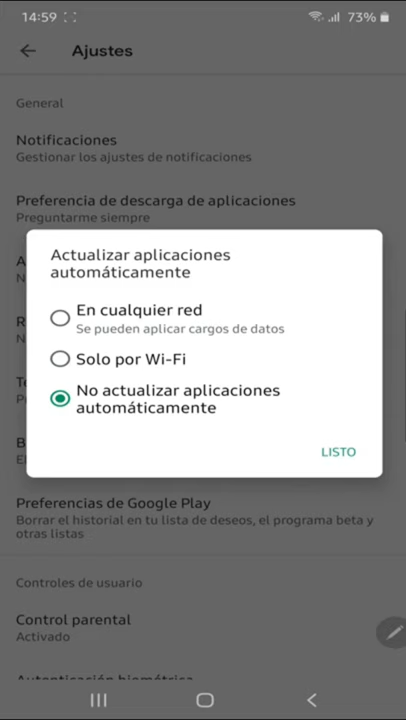 14:59
73%
Ajustes
General
Notificaciones
Gestionar los ajustes de notificaciones
Preferencia de descarga de aplicaciones
Preguntarme siempre
Actualizar aplicaciones
automáticamente
En cualquier red
Se pueden aplicar cargos de datos
Solo por Wi-Fi
No actualizar aplicaciones
automáticamente
LISTO
Preferencias de Google Play
Borrar el historial en tu lista de deseos, el programa beta y
otras listas
Controles de usuario
Control parental
Activado
Autenticación biométrica